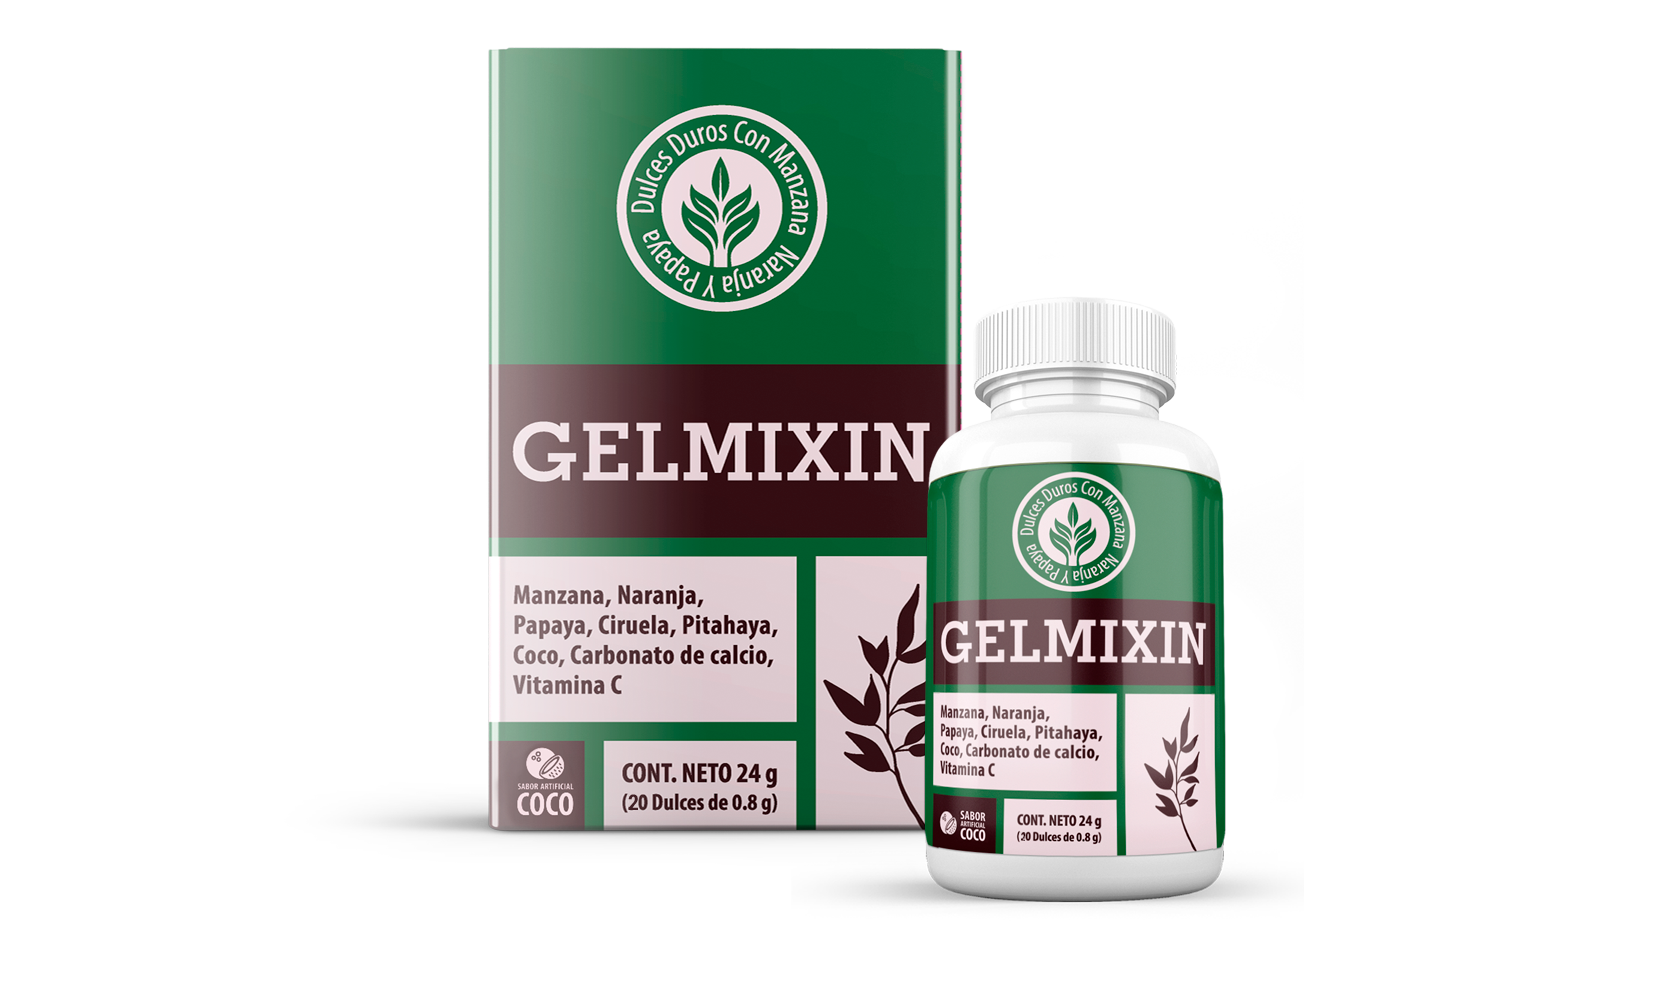 Dulces Duros Con Manzana Naranja Y Papaya
GELMIXIN
Manzana, Naranja,
Papaya, Ciruela, Pitahaya,
Coco, Carbonato de calcio,
Vitamina C
SABOR ARTIFICIAL
COCO
CONT. NETO 24 g
(20 Dulces de 0.8 g)
Dulces Duros Con Manzana Naranja Y Papaya
GELMIXIN
Manzana, Naranja,
Papaya, Ciruela, Pitahaya,
Coco, Carbonato de calcio,
Vitamina C
SABOR
ARTIFICIAL
COCO
CONT. NETO 24 g
(20 Dulces de 0.8 g)